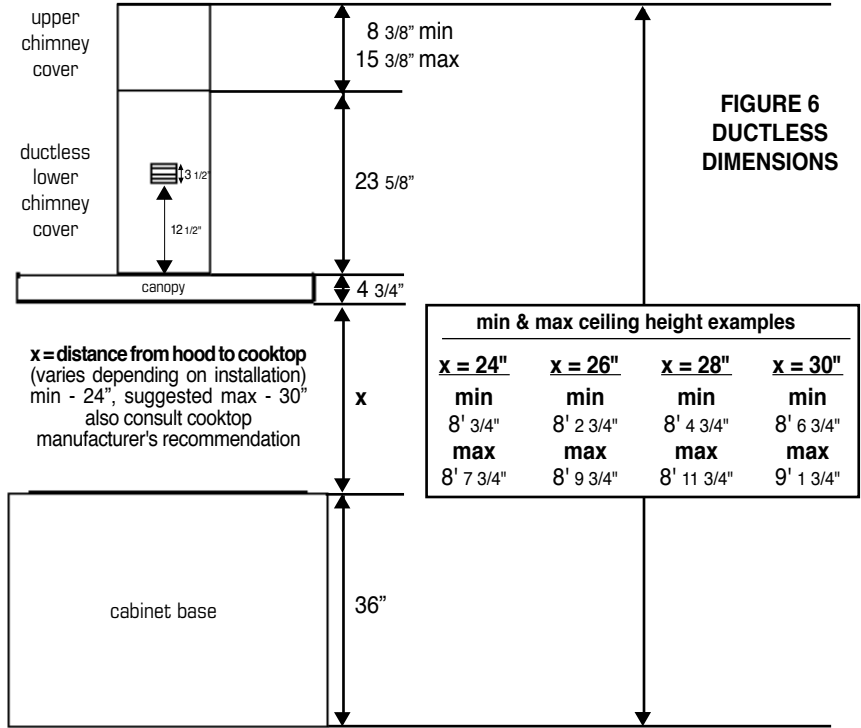 upper
chimney
cover
8 3/8" min
15 3/8" max
FIGURE 6
DUCTLESS
DIMENSIONS
ductless
lower
chimney
cover
3 1/2"
12 1/2"
23 5/8"
canopy
4 3/4"
x = distance from hood to cooktop
(varies depending on installation)
min - 24", suggested max - 30"
also consult cooktop
manufacturer's recommendation
x
min & max ceiling height examples
x = 24" x = 26" x = 28" x = 30"
min min min min
8' 3/4" 8' 2 3/4" 8' 4 3/4" 8' 6 3/4"
max max max max
8' 7 3/4" 8' 9 3/4" 8' 11 3/4" 9' 1 3/4"
cabinet base
36"